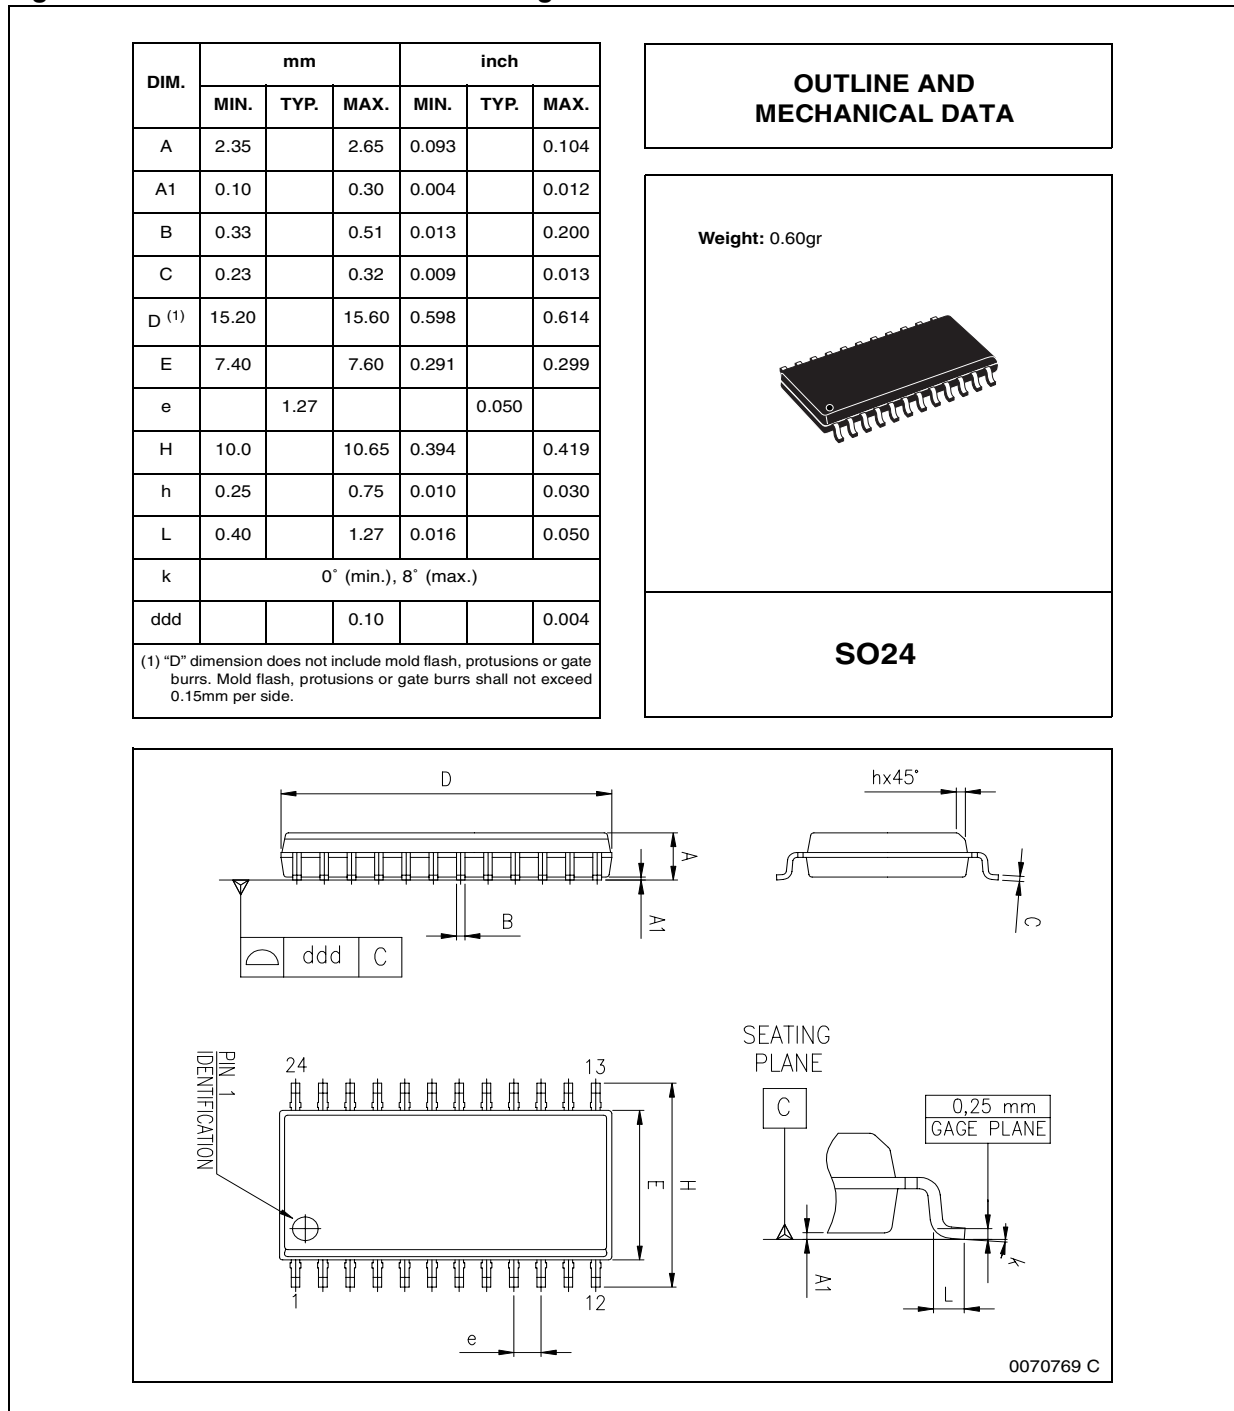 DIM. mm inch
MIN. TYP. MAX. MIN. TYP. MAX.
A 2.35 2.65 0.093 0.104
A1 0.10 0.30 0.004 0.012
B 0.33 0.51 0.013 0.200
C 0.23 0.32 0.009 0.013
D (1) 15.20 15.60 0.598 0.614
E 7.40 7.60 0.291 0.299
e 1.27 0.050
H 10.0 10.65 0.394 0.419
h 0.25 0.75 0.010 0.030
L 0.40 1.27 0.016 0.050
k 0˚ (min.), 8˚ (max.)
ddd 0.10 0.004
(1) “D” dimension does not include mold flash, protusions or gate
burrs. Mold flash, protusions or gate burrs shall not exceed
0.15mm per side.
OUTLINE AND
MECHANICAL DATA
Weight: 0.60gr
SO24
D
hx45°
A
A1
B
C
ddd C
PIN 1
IDENTIFICATION
24
13
E
H
1
12
e
SEATING
PLANE
C
0,25 mm
GAGE PLANE
A1
L
k
0070769 C